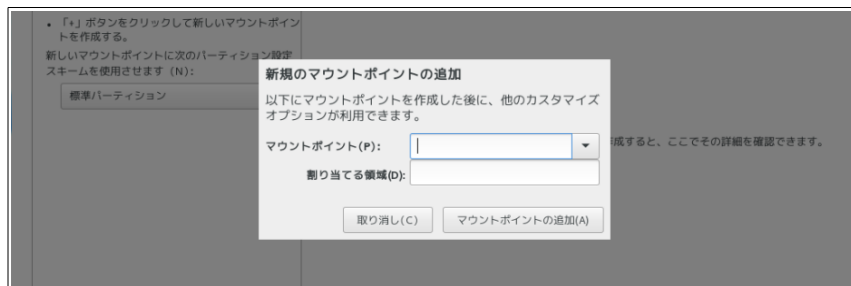 • 「+」ボタンをクリックして新しいマウントポイン
トを作成する。
新しいマウントポイントに次のパーティション設定
スキームを使用させます (N):
標準パーティション
新規のマウントポイントの追加
以下にマウントポイントを作成した後に、他のカスタマイズ
オプションが利用できます。
マウントポイント(P):
成すると、ここでその詳細を確認できます。
割り当てる領域(D):
取り消し(C)
マウントポイントの追加(A)